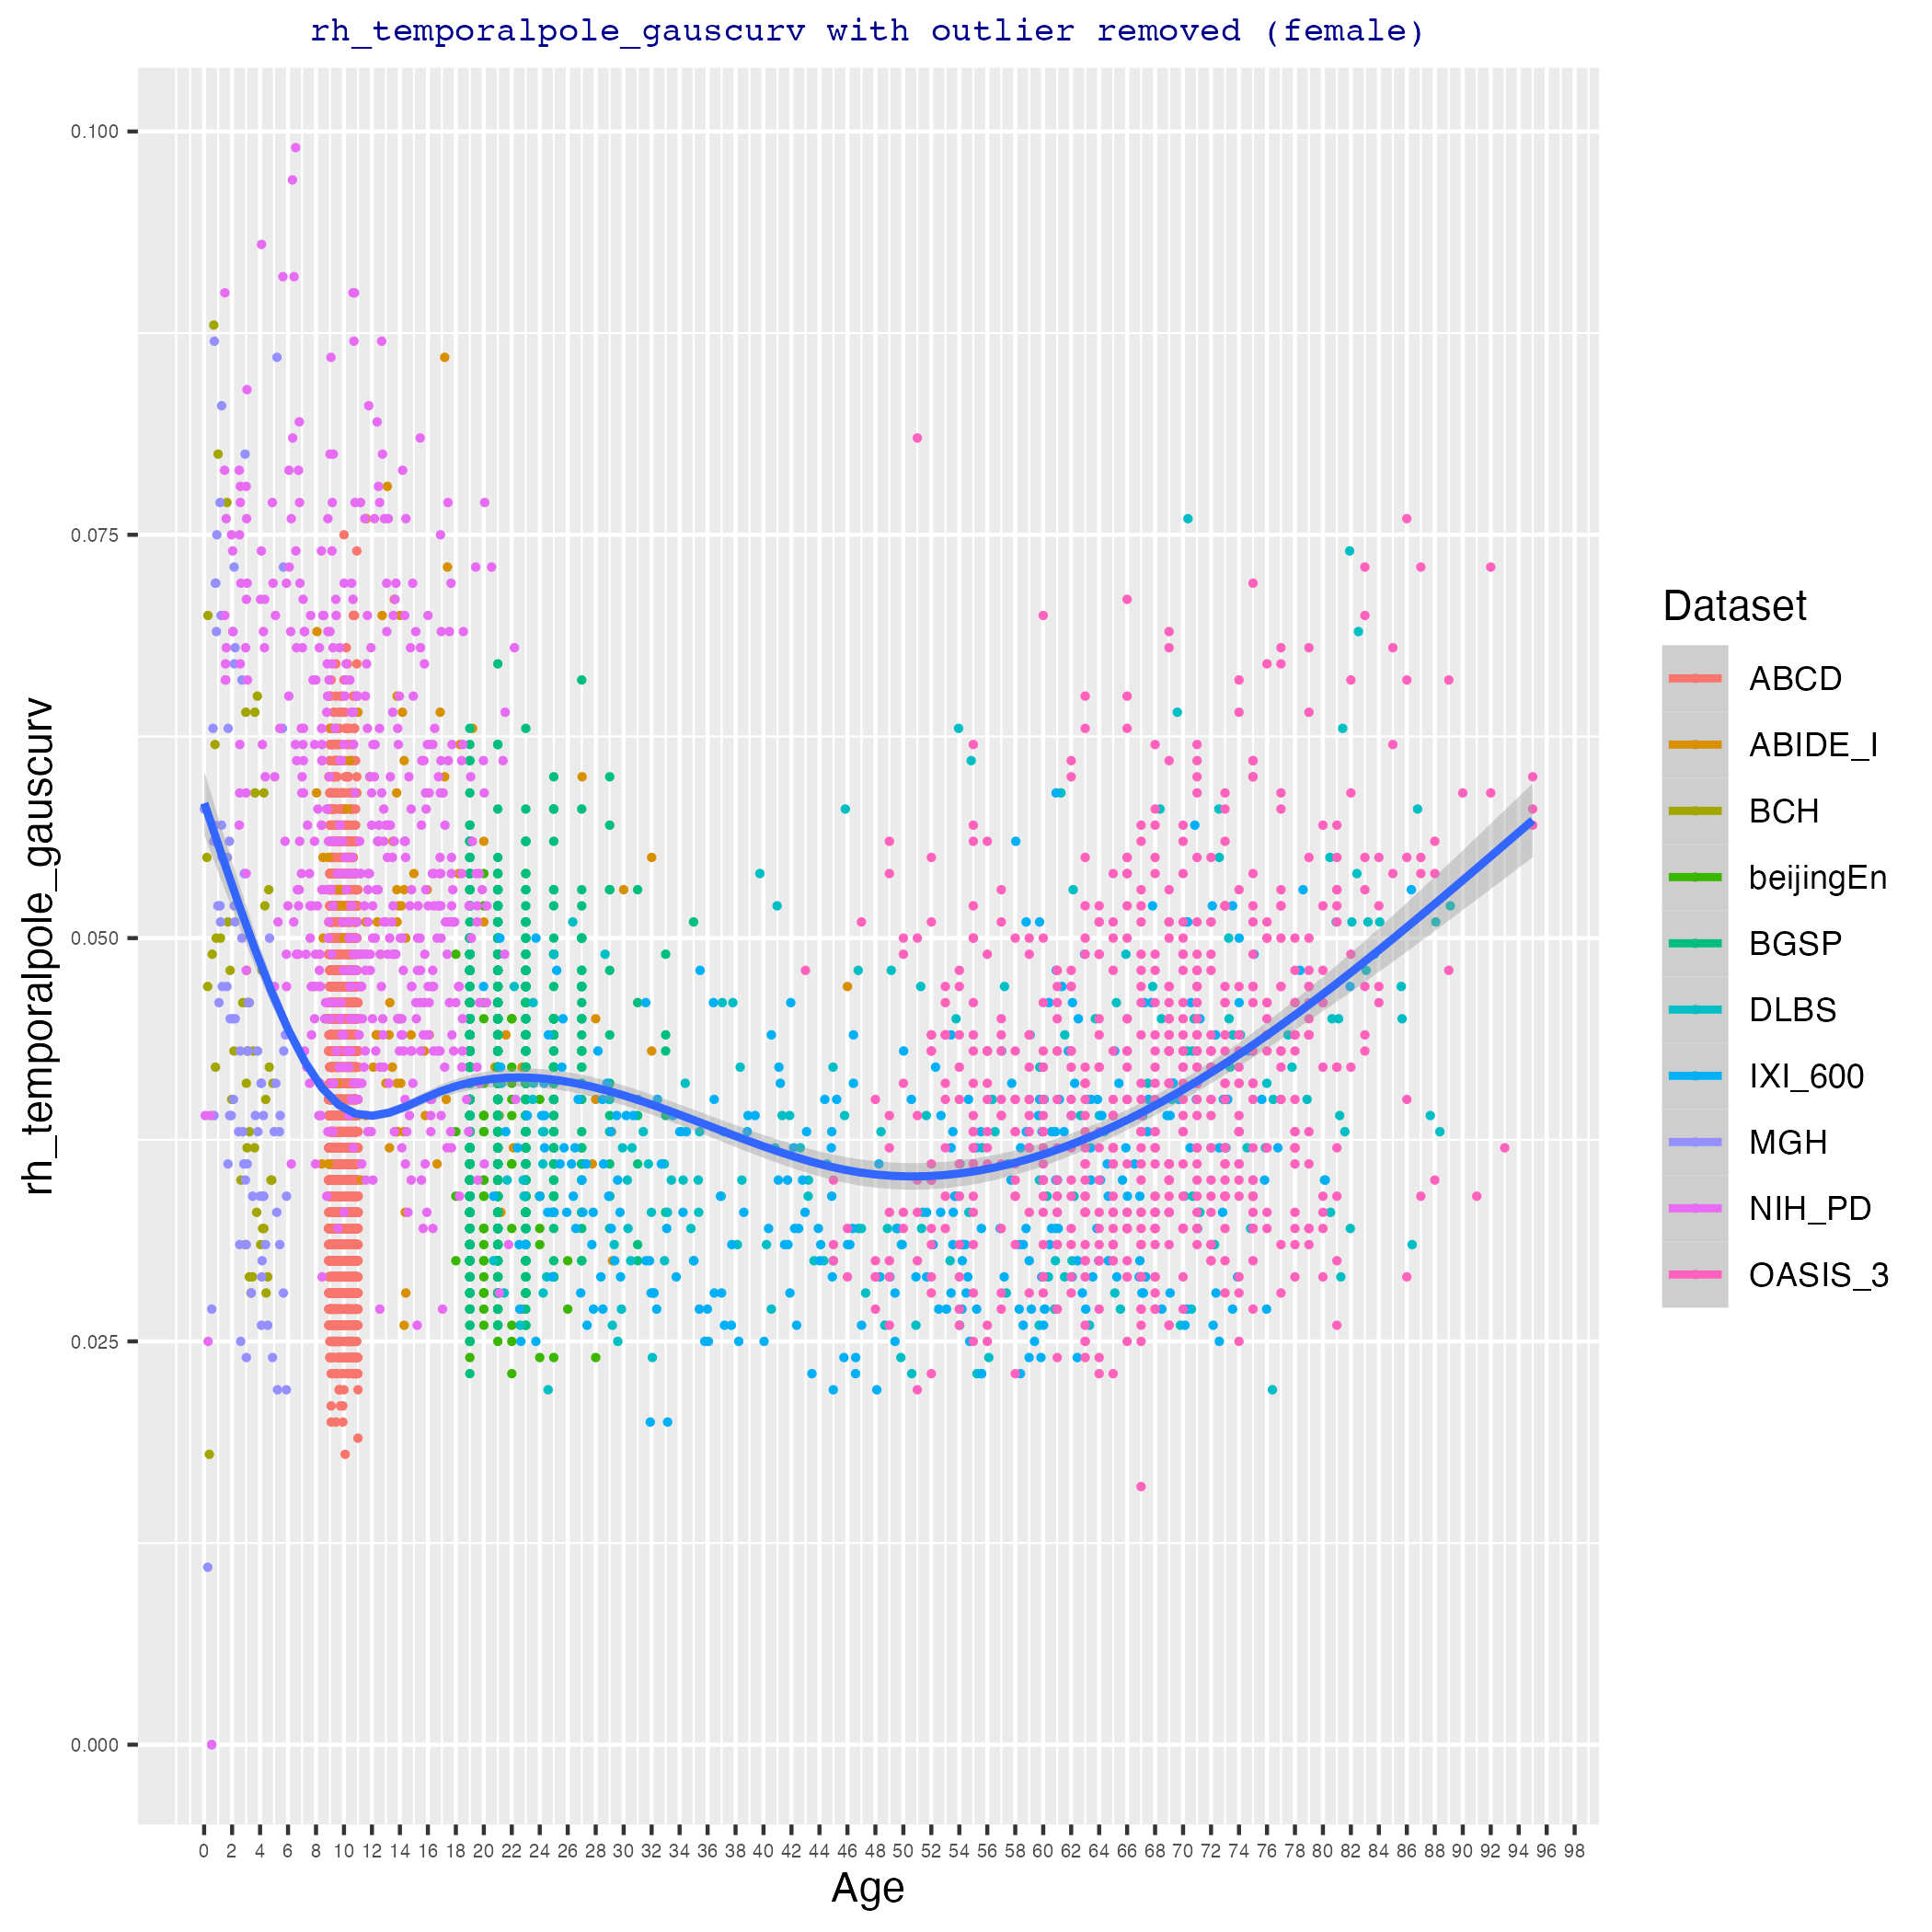 rh_temporalpole_gauscurv with outlier removed (female)
0.100
0.075
0.050
0.025
0.000
rh_temporalpole_gauscurv
0 2 4 6 8 10 12 14 16 18 20 22 24 26 28 30 32 34 36 38 40 42 44 46 48 50 52 54 56 58 60 62 64 66 68 70 72 74 76 78 80 82 84 86 88 90 92 94 96 98
Age
Dataset
ABCD
ABIDE_I
BCH
beijingEn
BGSP
DLBS
IXI_600
MGH
NIH_PD
OASIS_3